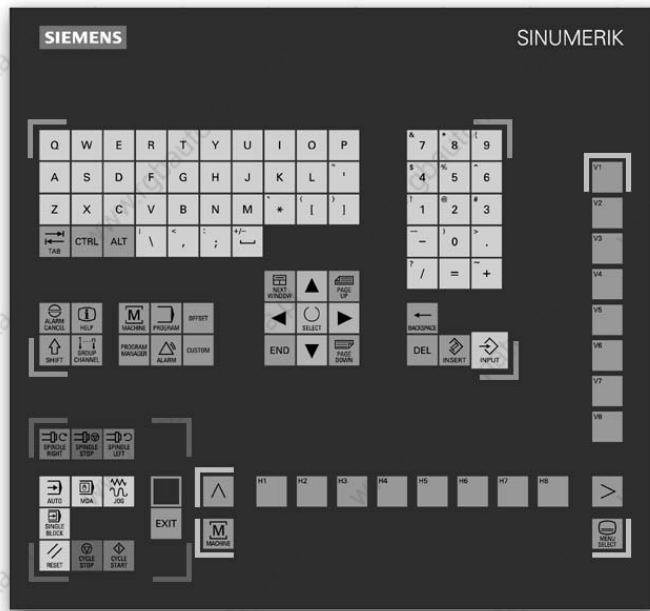 SIEMENS SINUMERIK
Q W E R T Y U I O P & 7 * 8 ( 9
A S D F G H J K L " ' $ 4 % 5 ^ 6
V1
Z X C V B N M ` * { [ } ] ! 1 @ 2 # 3
V2
TAB CTRL ALT | \ < , : ; +/- _ - ) 0 > .
V3
? / = ~ +
V4
NEXT WINDOW PAGE UP
V5
ALARM CANCEL HELP MACHINE PROGRAM OFFSET SELECT BACKSPACE
SHIFT 1...n GROUP CHANNEL PROGRAM MANAGER ALARM CUSTOM END PAGE DOWN DEL INSERT INPUT
V6
V7
V8
SPINDLE RIGHT SPINDLE STOP SPINDLE LEFT
AUTO MDA JOG H1 H2 H3 H4 H5 H6 H7 H8
SINGLE BLOCK EXIT M MACHINE MENU SELECT
RESET CYCLE STOP CYCLE START
www.fgbauto